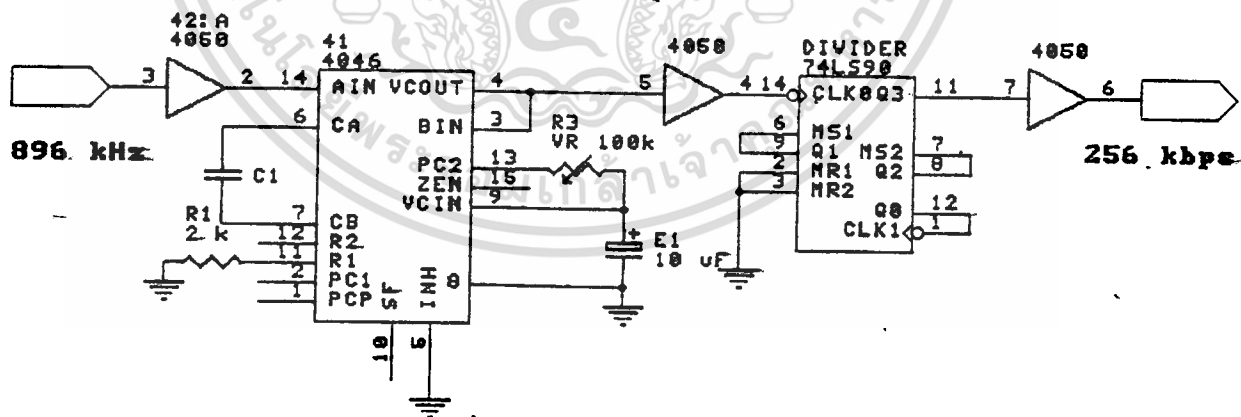 42:A
4050
3
2
896 kHz
41
4046
14
AIN
VCOUT
4
6
CA
BIN
3
C1
PC2
13
ZEN
15
VCIN
9
R3
VR 100k
R1
2 k
7
CB
12
R2
11
R1
2
PC1
1
PCP
SF
INH
8
10
5
E1
10 uF
+
4050
5
4
DIVIDER
74LS90
14
CLK0
Q3
11
6
MS1
9
Q1
MS2
7
2
MR1
Q2
8
3
MR2
Q0
12
CLK1
1
4050
7
6
256 kbps